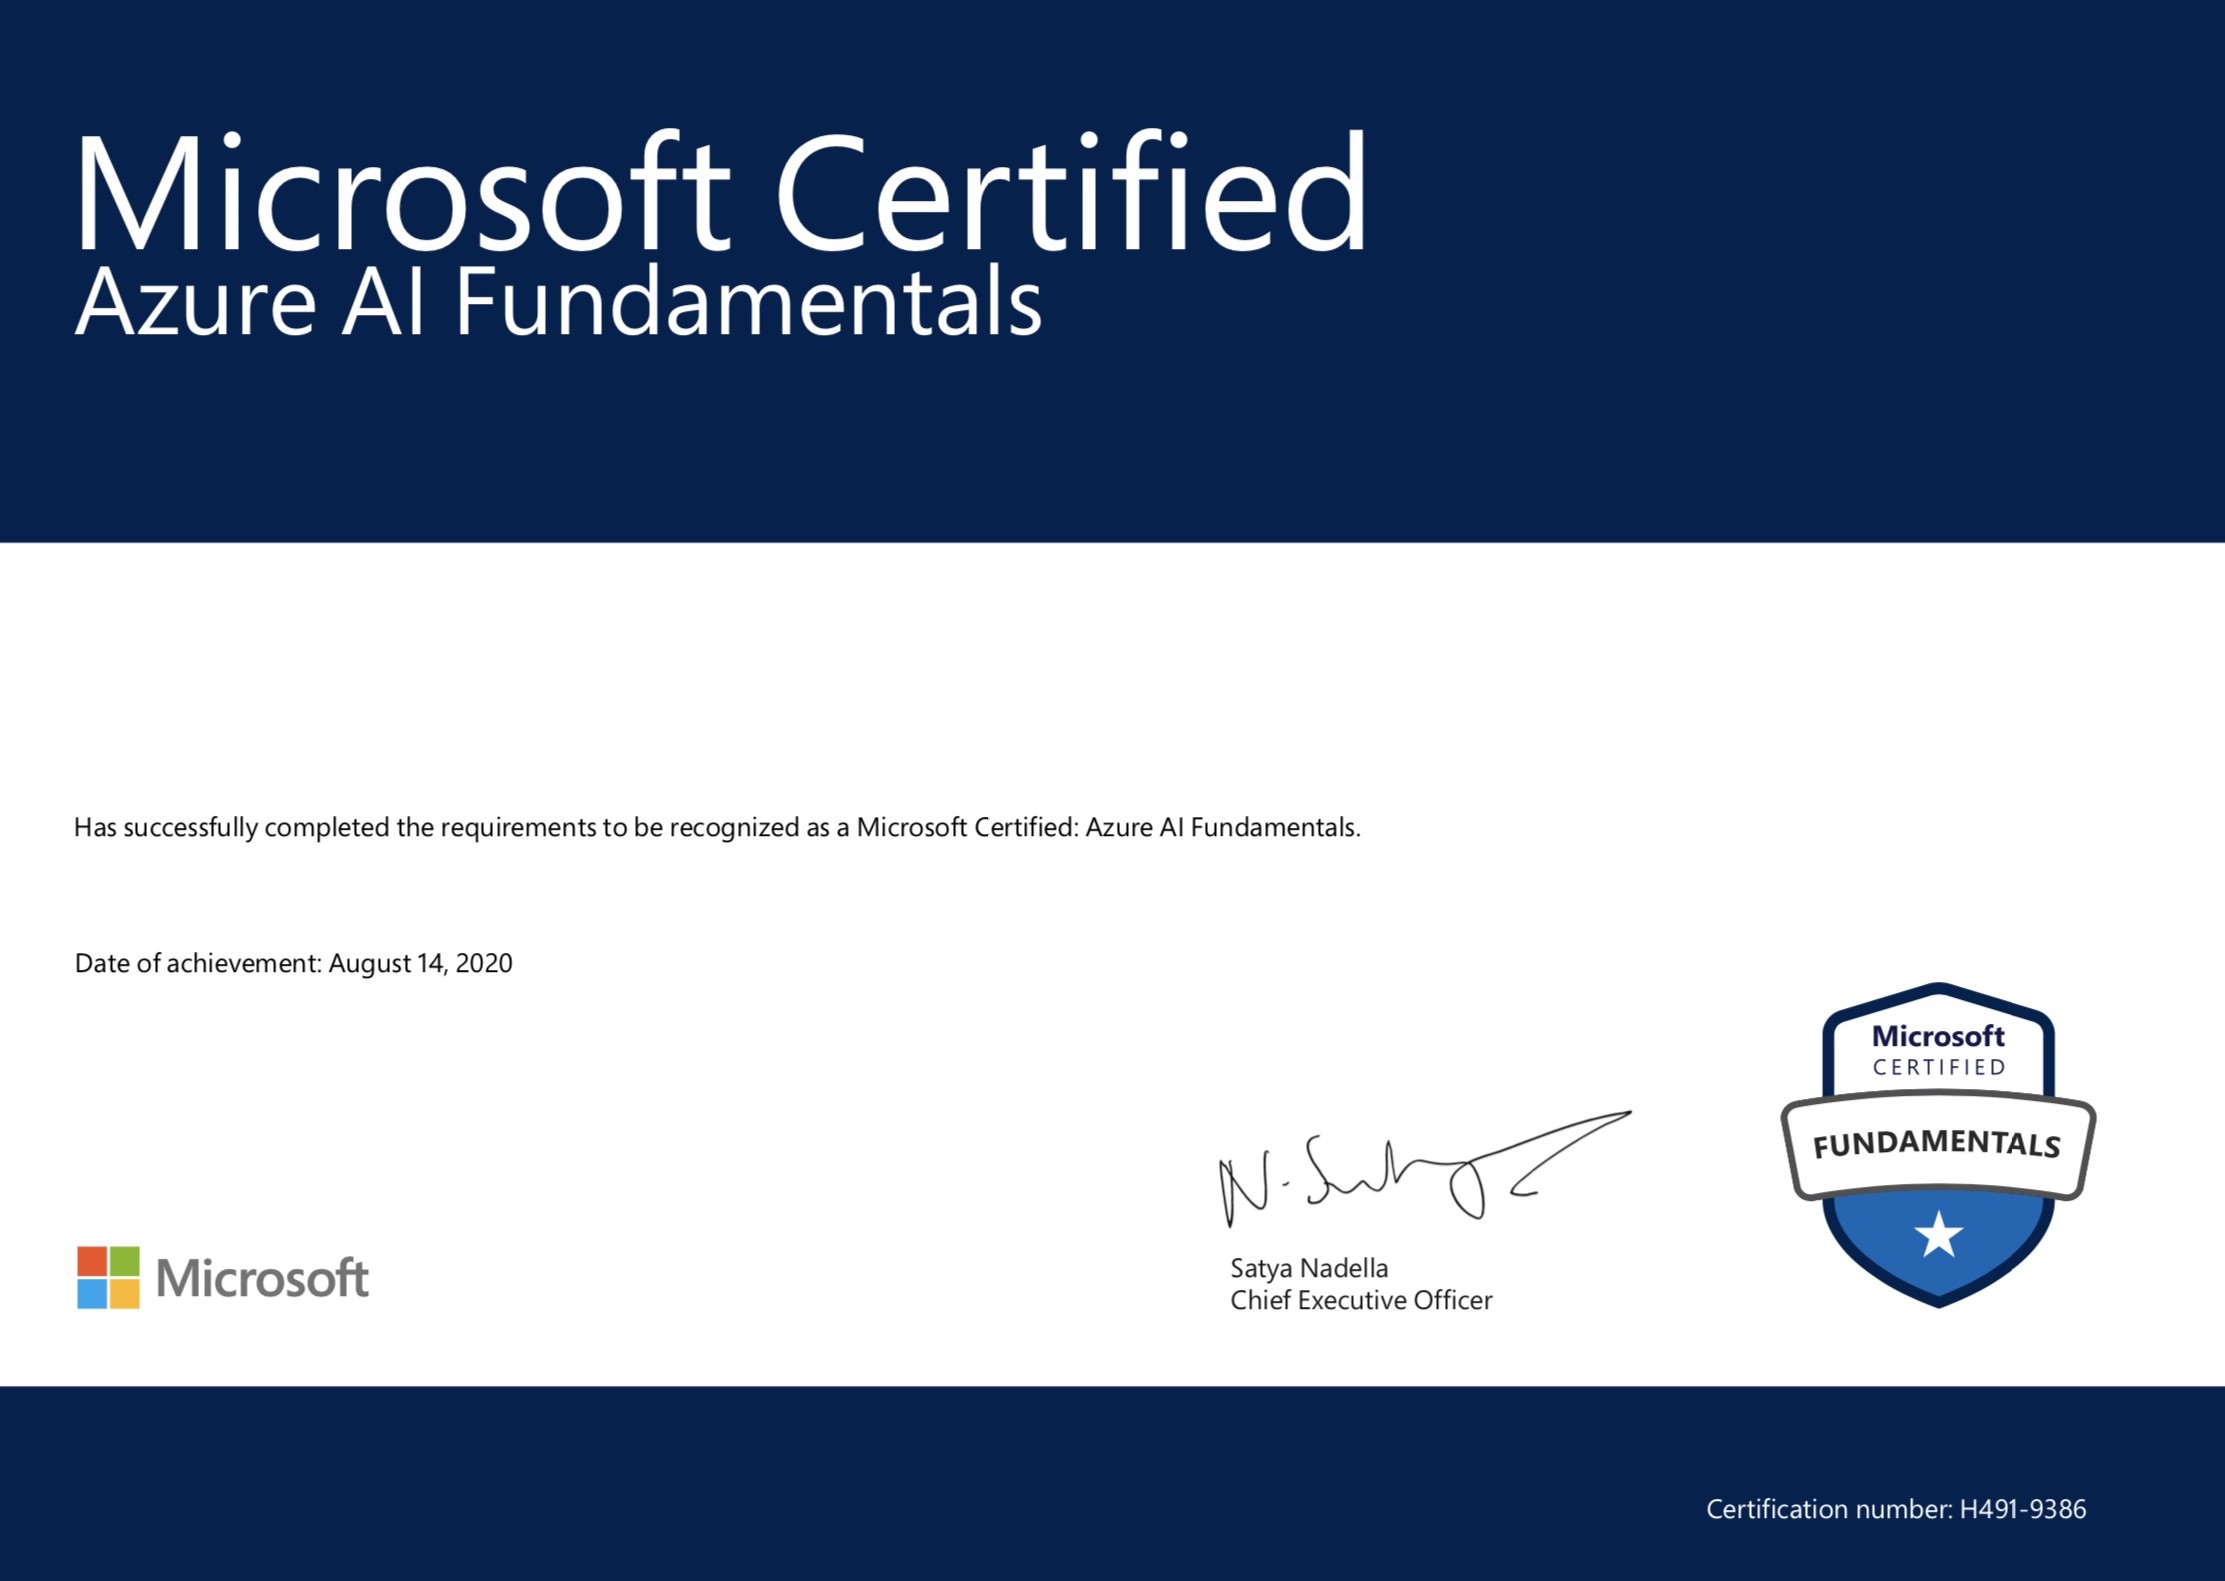 Microsoft Certified
Azure AI Fundamentals
Has successfully completed the requirements to be recognized as a Microsoft Certified: Azure AI Fundamentals.
Date of achievement: August 14, 2020
Microsoft
CERTIFIED
FUNDAMENTALS
N. Satya
Satya Nadella
Chief Executive Officer
Microsoft
Certification number: H491-9386